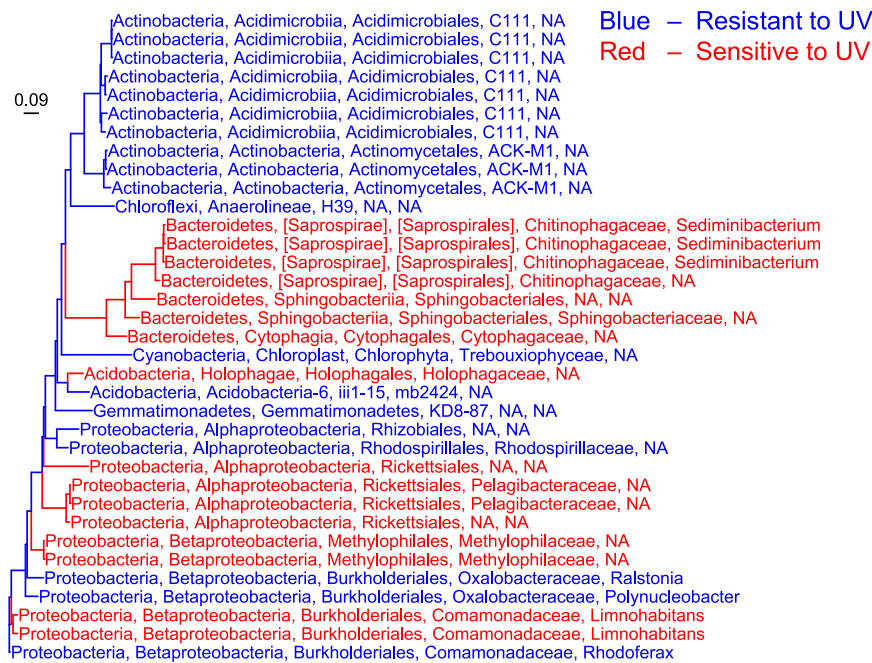 Blue – Resistant to UV
Red – Sensitive to UV
0.09
Actinobacteria, Acidimicrobiia, Acidimicrobiales, C111, NA
Actinobacteria, Acidimicrobiia, Acidimicrobiales, C111, NA
Actinobacteria, Acidimicrobiia, Acidimicrobiales, C111, NA
Actinobacteria, Acidimicrobiia, Acidimicrobiales, C111, NA
Actinobacteria, Acidimicrobiia, Acidimicrobiales, C111, NA
Actinobacteria, Acidimicrobiia, Acidimicrobiales, C111, NA
Actinobacteria, Acidimicrobiia, Acidimicrobiales, C111, NA
Actinobacteria, Actinobacteria, Actinomycetales, ACK-M1, NA
Actinobacteria, Actinobacteria, Actinomycetales, ACK-M1, NA
Actinobacteria, Actinobacteria, Actinomycetales, ACK-M1, NA
Chloroflexi, Anaerolineae, H39, NA, NA
Bacteroidetes, [Saprospirae], [Saprospirales], Chitinophagaceae, Sediminibacterium
Bacteroidetes, [Saprospirae], [Saprospirales], Chitinophagaceae, Sediminibacterium
Bacteroidetes, [Saprospirae], [Saprospirales], Chitinophagaceae, Sediminibacterium
Bacteroidetes, [Saprospirae], [Saprospirales], Chitinophagaceae, NA
Bacteroidetes, Sphingobacteriia, Sphingobacteriales, NA, NA
Bacteroidetes, Sphingobacteriia, Sphingobacteriales, Sphingobacteriaceae, NA
Bacteroidetes, Cytophagia, Cytophagales, Cytophagaceae, NA
Cyanobacteria, Chloroplast, Chlorophyta, Trebouxiophyceae, NA
Acidobacteria, Holophagae, Holophagales, Holophagaceae, NA
Acidobacteria, Acidobacteria-6, iii1-15, mb2424, NA
Gemmatimonadetes, Gemmatimonadetes, KD8-87, NA, NA
Proteobacteria, Alphaproteobacteria, Rhizobiales, NA, NA
Proteobacteria, Alphaproteobacteria, Rhodospirillales, Rhodospirillaceae, NA
Proteobacteria, Alphaproteobacteria, Rickettsiales, NA, NA
Proteobacteria, Alphaproteobacteria, Rickettsiales, Pelagibacteraceae, NA
Proteobacteria, Alphaproteobacteria, Rickettsiales, Pelagibacteraceae, NA
Proteobacteria, Alphaproteobacteria, Rickettsiales, NA, NA
Proteobacteria, Betaproteobacteria, Methylophilales, Methylophilaceae, NA
Proteobacteria, Betaproteobacteria, Methylophilales, Methylophilaceae, NA
Proteobacteria, Betaproteobacteria, Burkholderiales, Oxalobacteraceae, Ralstonia
Proteobacteria, Betaproteobacteria, Burkholderiales, Oxalobacteraceae, Polynucleobacter
Proteobacteria, Betaproteobacteria, Burkholderiales, Comamonadaceae, Limnohabitans
Proteobacteria, Betaproteobacteria, Burkholderiales, Comamonadaceae, Limnohabitans
Proteobacteria, Betaproteobacteria, Burkholderiales, Comamonadaceae, Rhodoferax